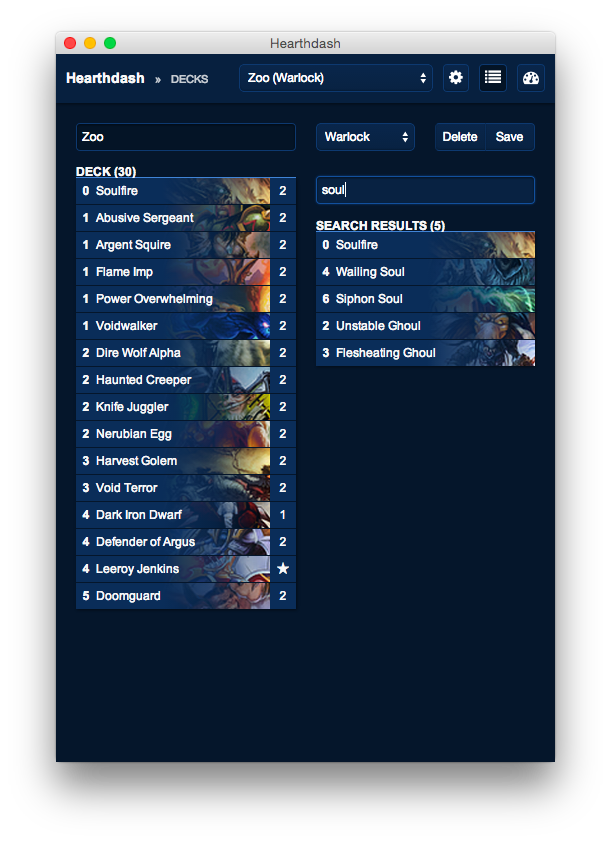 Hearthdash
Hearthdash » DECKS Zoo (Warlock)
Zoo Warlock Delete Save
DECK (30)
0 Soulfire 2
1 Abusive Sergeant 2
1 Argent Squire 2
1 Flame Imp 2
1 Power Overwhelming 2
1 Voidwalker 2
2 Dire Wolf Alpha 2
2 Haunted Creeper 2
2 Knife Juggler 2
2 Nerubian Egg 2
3 Harvest Golem 2
3 Void Terror 2
4 Dark Iron Dwarf 1
4 Defender of Argus 2
4 Leeroy Jenkins ★
5 Doomguard 2
soul
SEARCH RESULTS (5)
0 Soulfire
4 Wailing Soul
6 Siphon Soul
2 Unstable Ghoul
3 Flesheating Ghoul